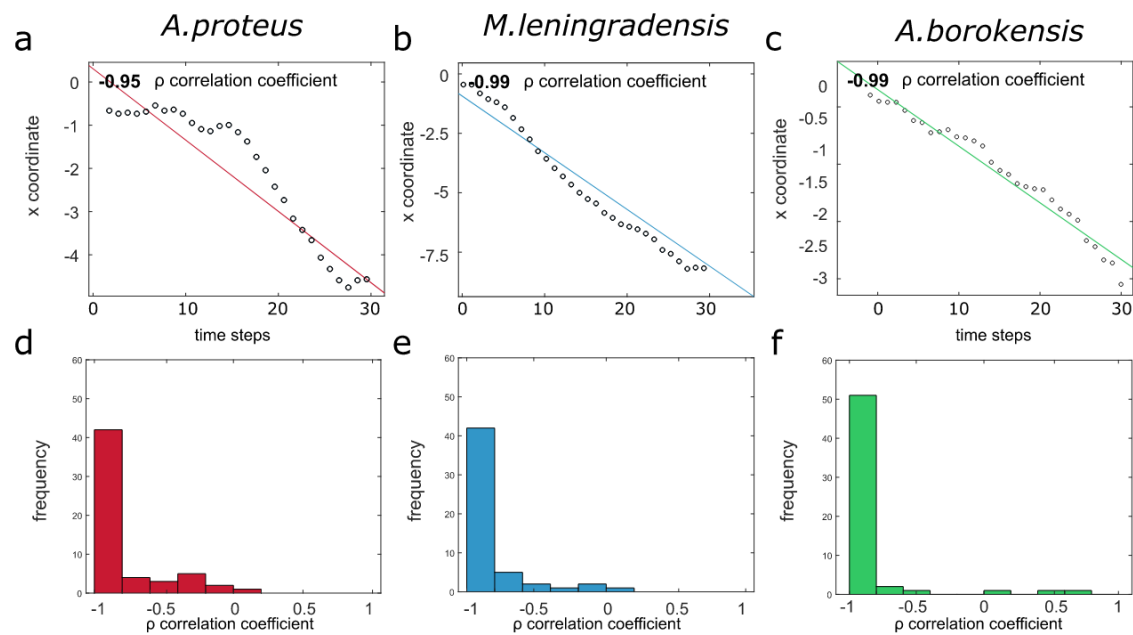 A.proteus M.leningradensis A.borokensis
a b c
-0.95 ρ correlation coefficient
0
-1
-2
-3
-4
x coordinate
0 10 20 30
time steps
-0.99 ρ correlation coefficient
0
-2.5
-5
-7.5
x coordinate
0 10 20 30
time steps
-0.99 ρ correlation coefficient
0
-0.5
-1
-1.5
-2
-2.5
-3
x coordinate
0 10 20 30
time steps
d e f
60
50
40
30
20
10
0
frequency
-1 -0.5 0 0.5 1
ρ correlation coefficient
60
50
40
30
20
10
0
frequency
-1 -0.5 0 0.5 1
ρ correlation coefficient
60
50
40
30
20
10
0
frequency
-1 -0.5 0 0.5 1
ρ correlation coefficient